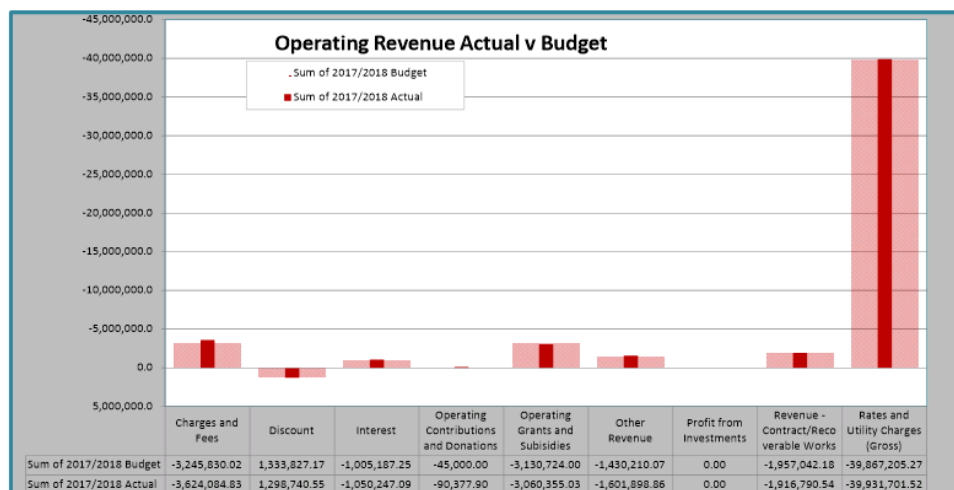 Operating Revenue Actual v Budget
Sum of 2017/2018 Budget
Sum of 2017/2018 Actual
-45,000,000.0
-40,000,000.0
-35,000,000.0
-30,000,000.0
-25,000,000.0
-20,000,000.0
-15,000,000.0
-10,000,000.0
-5,000,000.0
0.0
5,000,000.0
Charges and
Fees
Discount
Interest
Operating
Contributions
and Donations
Operating
Grants and
Subisidies
Other
Revenue
Profit from
Investments
Revenue -
Contract/Reco
verable Works
Rates and
Utility Charges
(Gross)
Sum of 2017/2018 Budget -3,245,830.02 1,333,827.17 -1,005,187.25 -45,000.00 -3,130,724.00 -1,430,210.07 0.00 -1,957,042.18 -39,867,205.27
Sum of 2017/2018 Actual -3,624,084.83 1,298,740.55 -1,050,247.09 -90,377.90 -3,060,355.03 -1,601,898.86 0.00 -1,916,790.54 -39,931,701.52